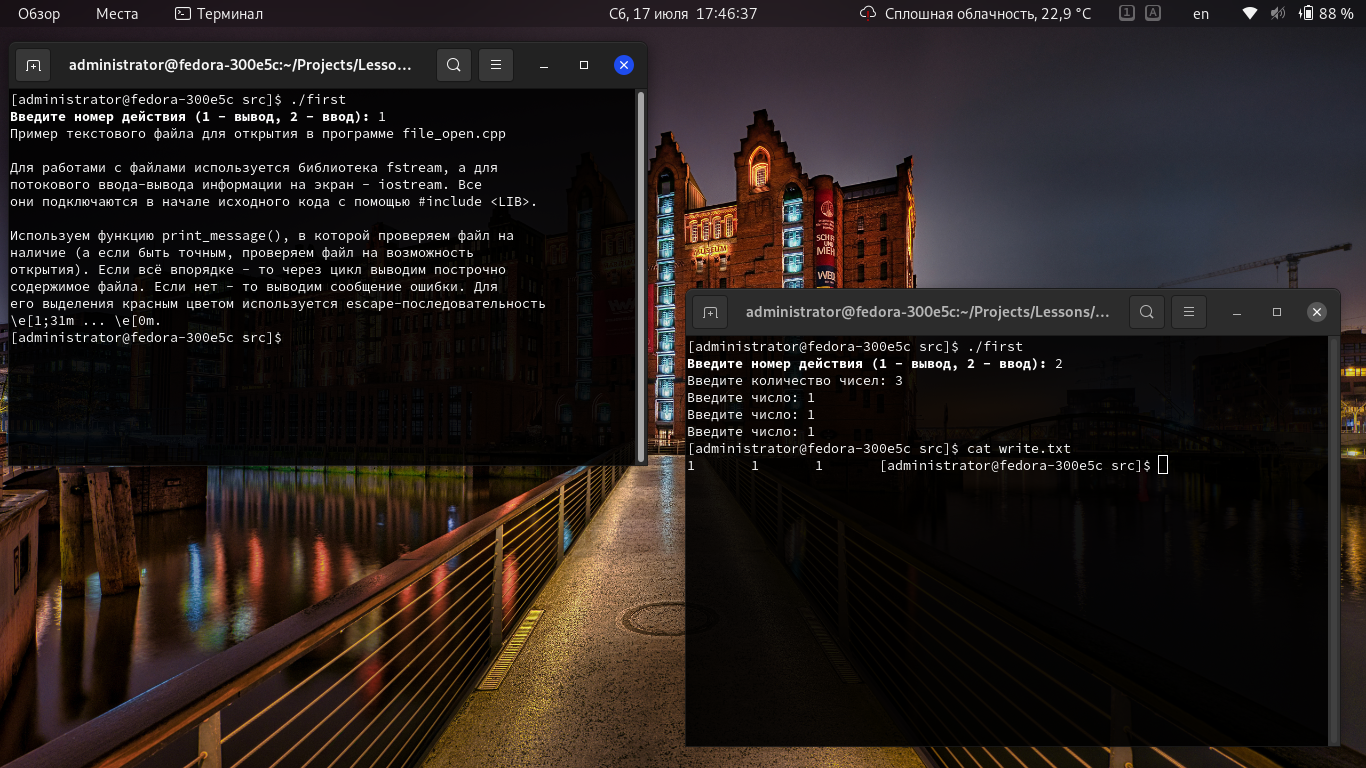 Обзор Места Терминал Сб, 17 июля 17:46:37 Сплошная облачность, 22,9 °C 1 A en 88 %
administrator@fedora-300e5c:~/Projects/Lesso...
[administrator@fedora-300e5c src]$ ./first
Введите номер действия (1 - вывод, 2 - ввод): 1
Пример текстового файла для открытия в программе file_open.cpp
Для работами с файлами используется библиотека fstream, а для
потокового ввода-вывода информации на экран - iostream. Все
они подключаются в начале исходного кода с помощью #include <LIB>.
Используем функцию print_message(), в которой проверяем файл на
наличие (а если быть точным, проверяем файл на возможность
открытия). Если всё впорядке - то через цикл выводим построчно
содержимое файла. Если нет - то выводим сообщение ошибки. Для
его выделения красным цветом используется escape-последовательность
\e[1;31m ... \e[0m.
[administrator@fedora-300e5c src]$
MUSEUM
SCHIFF
UND
MEHR
administrator@fedora-300e5c:~/Projects/Lessons/...
[administrator@fedora-300e5c src]$ ./first
Введите номер действия (1 - вывод, 2 - ввод): 2
Введите количество чисел: 3
Введите число: 1
Введите число: 1
Введите число: 1
[administrator@fedora-300e5c src]$ cat write.txt
1 1 1 [administrator@fedora-300e5c src]$